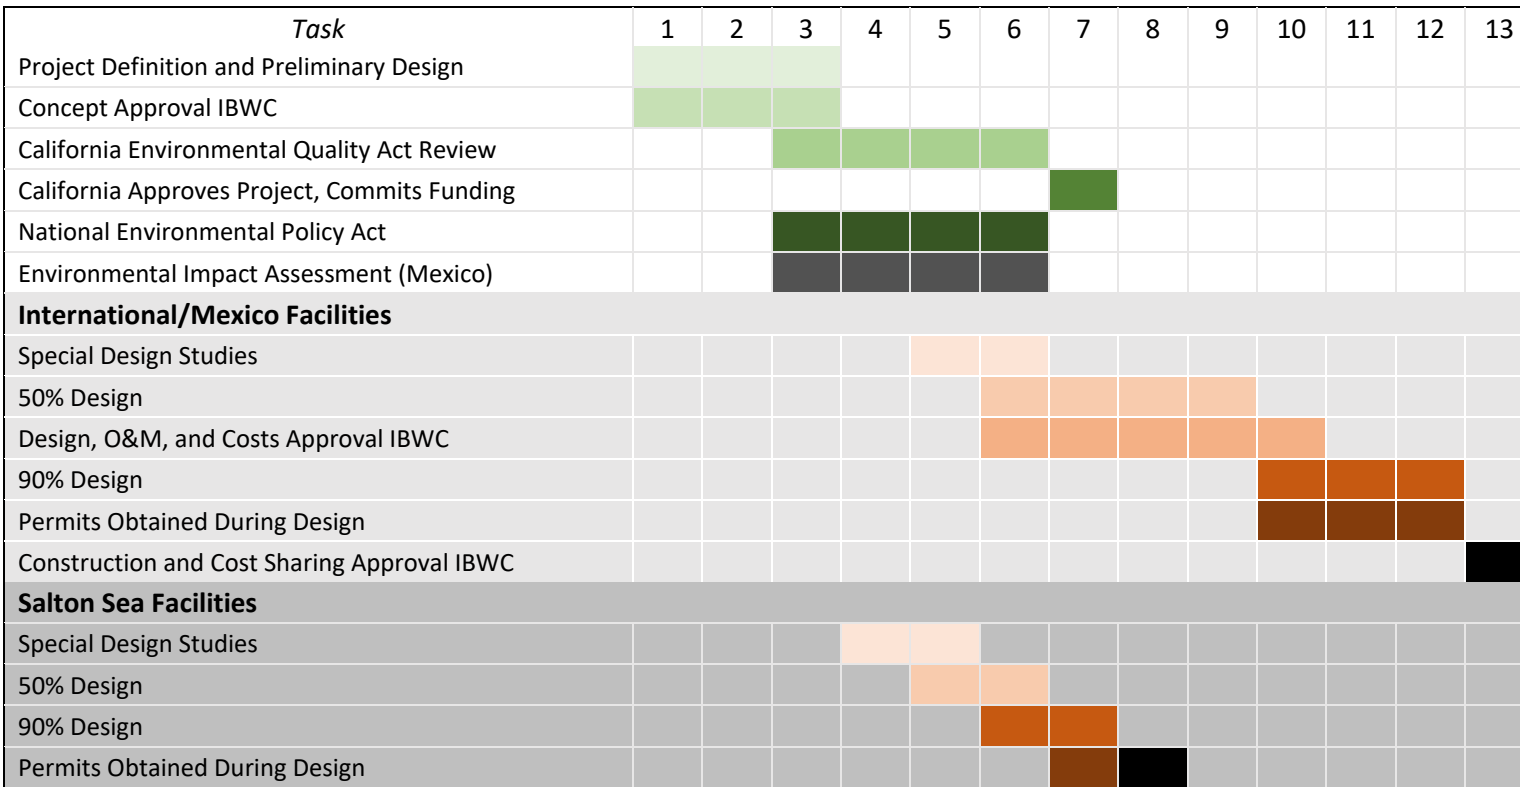 Task 1 2 3 4 5 6 7 8 9 10 11 12 13
Project Definition and Preliminary Design
Concept Approval IBWC
California Environmental Quality Act Review
California Approves Project, Commits Funding
National Environmental Policy Act
Environmental Impact Assessment (Mexico)
International/Mexico Facilities
Special Design Studies
50% Design
Design, O&M, and Costs Approval IBWC
90% Design
Permits Obtained During Design
Construction and Cost Sharing Approval IBWC
Salton Sea Facilities
Special Design Studies
50% Design
90% Design
Permits Obtained During Design